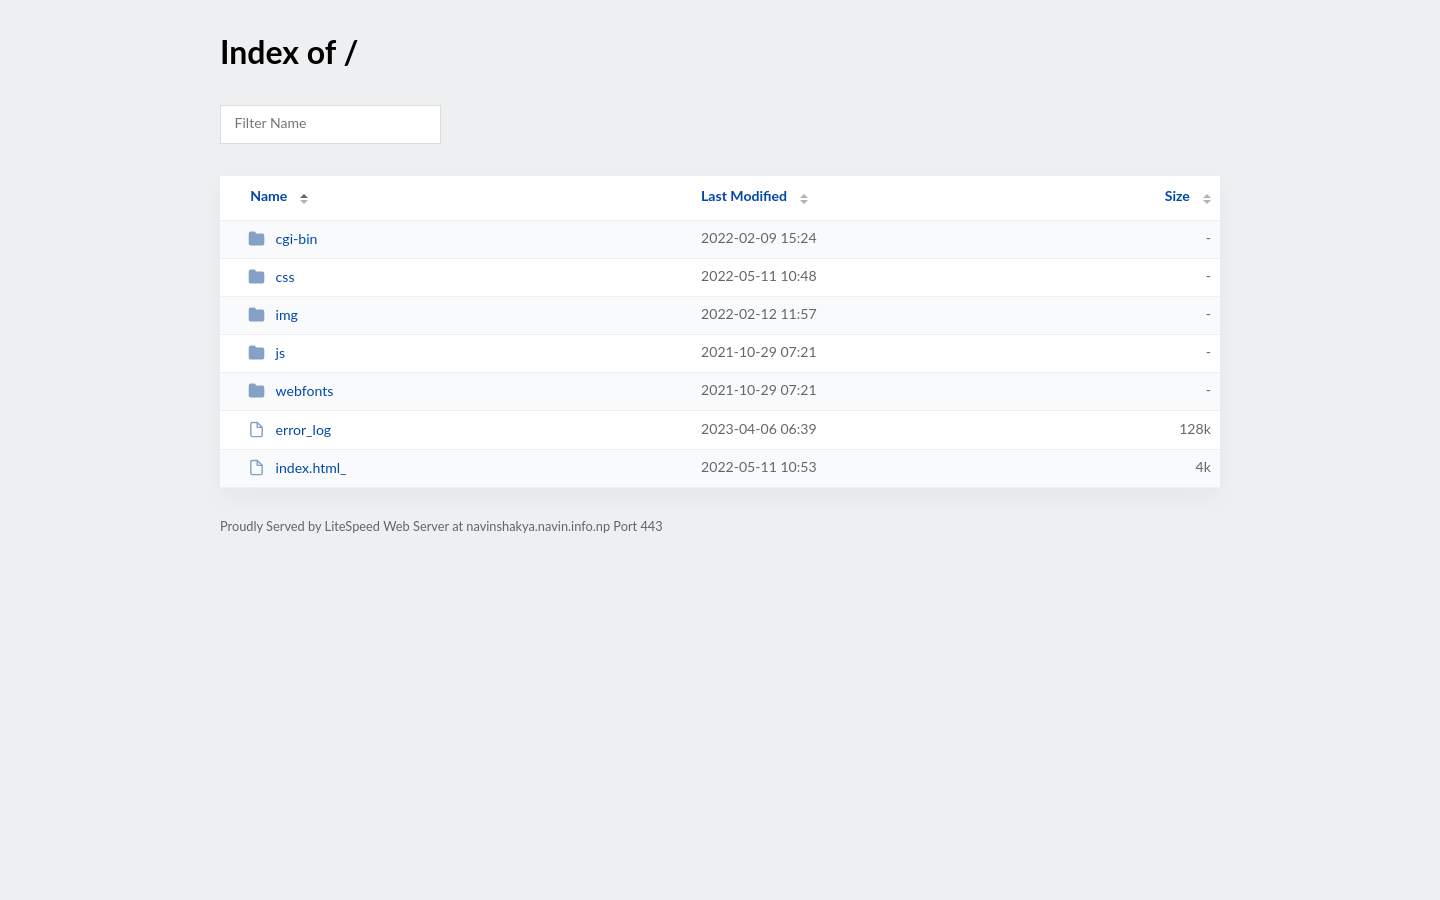 Index of /
Filter Name
Name Last Modified Size
cgi-bin 2022-02-09 15:24 -
css 2022-05-11 10:48 -
img 2022-02-12 11:57 -
js 2021-10-29 07:21 -
webfonts 2021-10-29 07:21 -
error_log 2023-04-06 06:39 128k
index.html_ 2022-05-11 10:53 4k
Proudly Served by LiteSpeed Web Server at navinshakya.navin.info.np Port 443